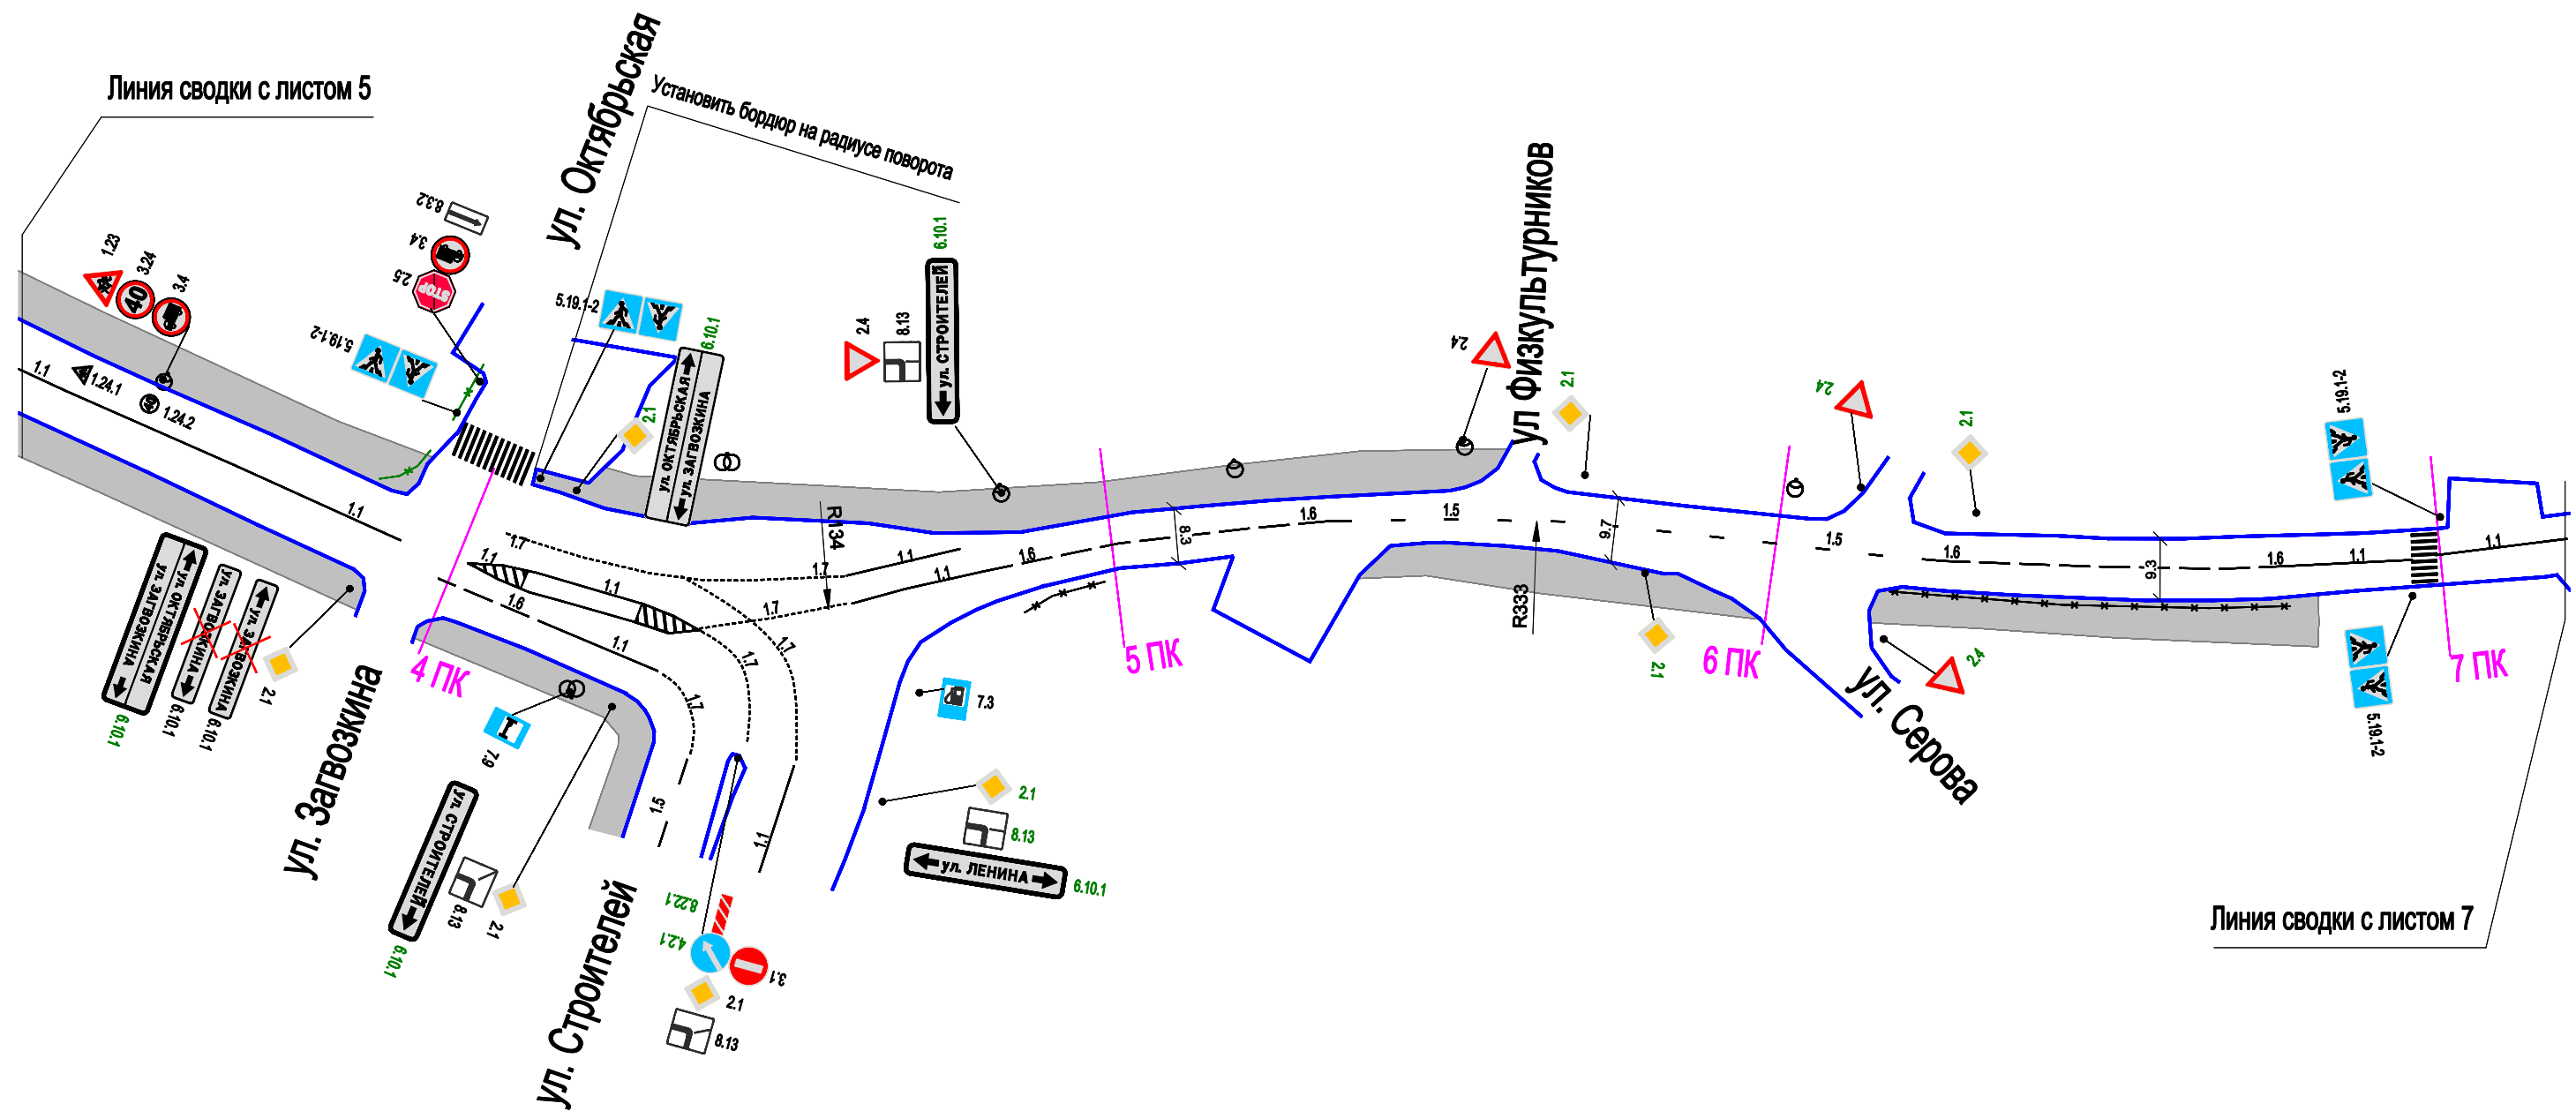 Линия сводки с листом 5
ул. Октябрьская
Установить бордюр на радиусе поворота
8.3.2
3.4
2.5
STOP
1.23
3.24
3.4
40
5.19.1-2
5.19.1-2
6.10.1
2.1
ул. ОКТЯБРЬСКАЯ
ул. ЗАГВОЗКИНА
2.4
8.13
6.10.1
ул. СТРОИТЕЛЕЙ
2.4
ул Физкультурников
2.1
2.4
2.1
5.19.1-2
1.1
1.24.1
1.24.2
1.1
1.7
1.1
1.6
1.1
1.1
1.7
1.7
1.7
1.7
1.7
R134
1.1
1.1
1.6
8.3
1.6
1.5
9.7
R333
1.5
1.6
9.3
1.6
1.1
1.1
4 ПК
5 ПК
6 ПК
7 ПК
ул. ОКТЯБРЬСКАЯ
ул. ЗАГВОЗКИНА
6.10.1
ул. ЗАГВОЗКИНА
6.10.1
ул. ЗАГВОЗКИНА
6.10.1
2.1
ул. Загвозкина
7.9
7.3
2.1
2.4
ул. Серова
5.19.1-2
ул. СТРОИТЕЛЕЙ
6.10.1
8.13
2.1
1.5
1.1
ул. Строителей
8.22.1
4.2.1
3.1
2.1
8.13
2.1
8.13
ул. ЛЕНИНА
6.10.1
Линия сводки с листом 7